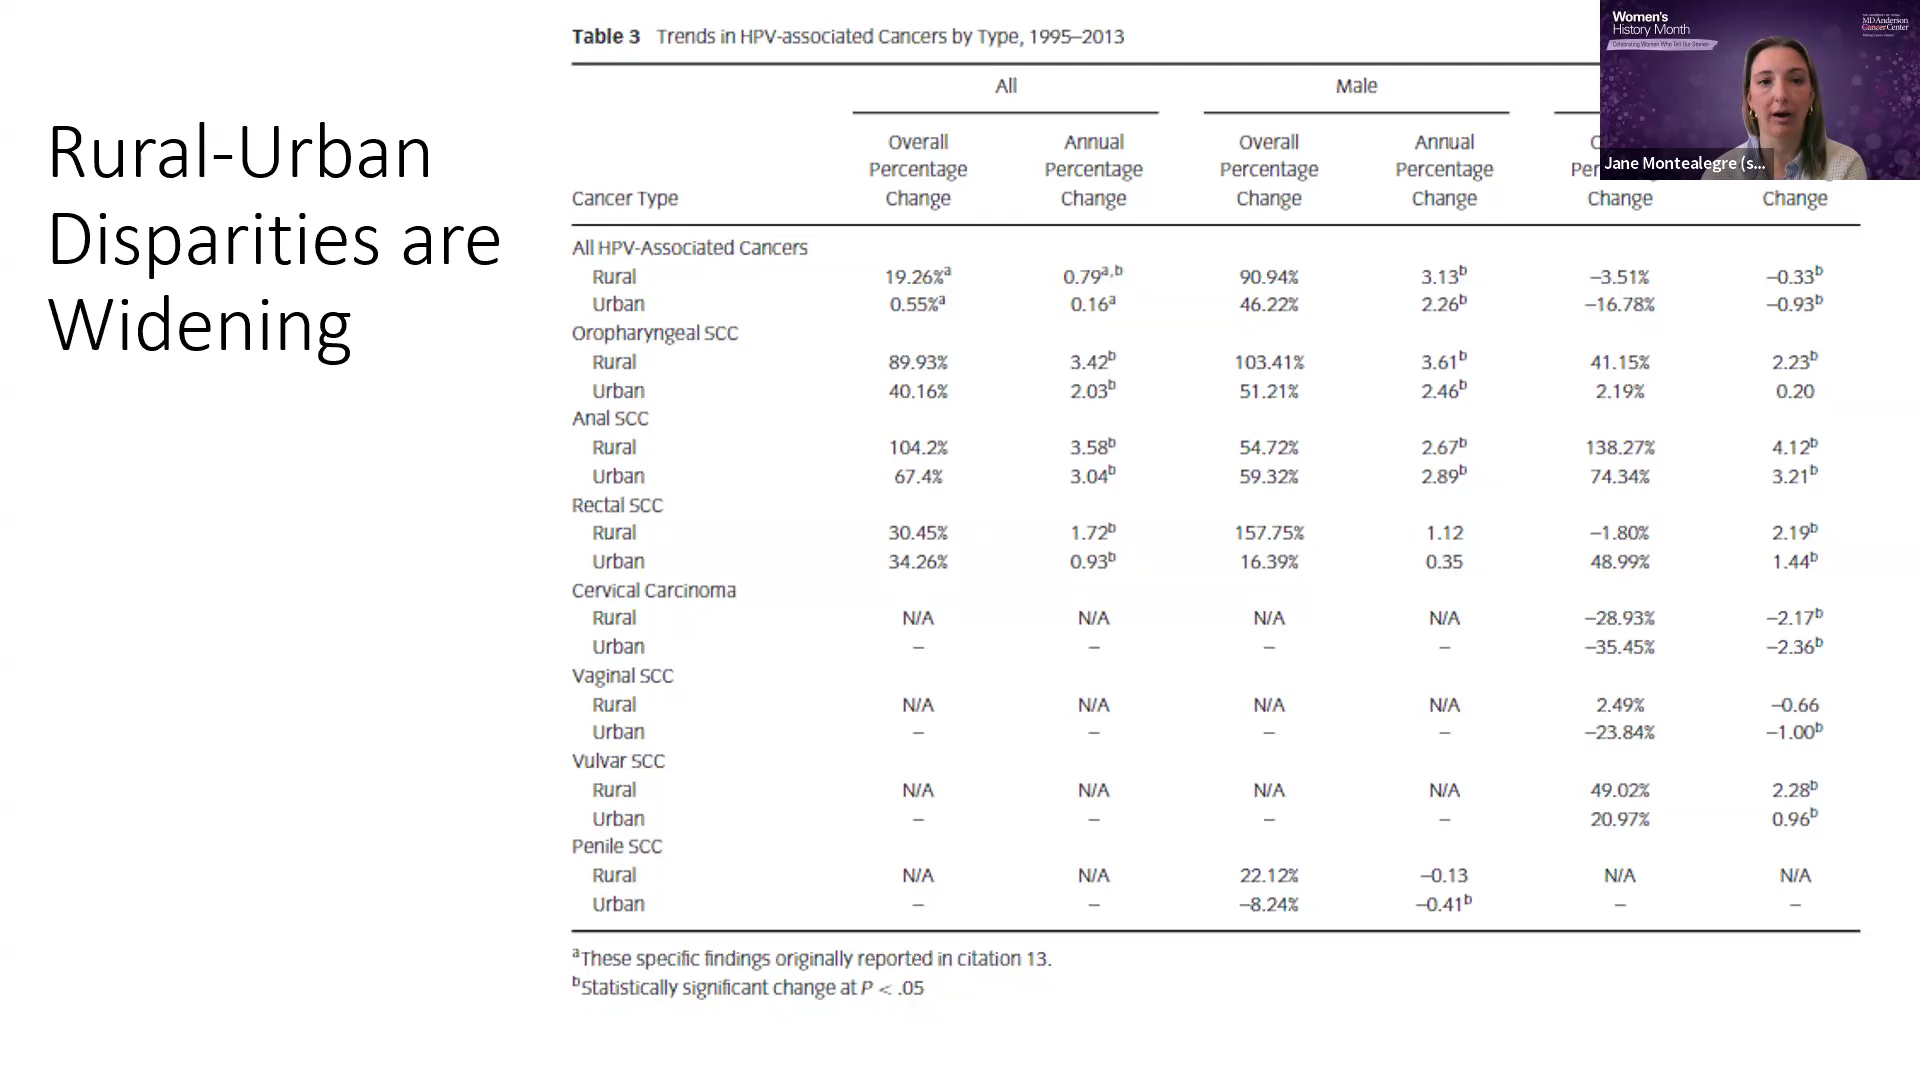 Rural-Urban
Disparities are
Widening
Table 3 Trends in HPV-associated Cancers by Type, 1995–2013
All Male
Overall Percentage Change Annual Percentage Change Overall Percentage Change Annual Percentage Change Change Change
Cancer Type
All HPV-Associated Cancers
Rural 19.26%a 0.79a,b 90.94% 3.13b –3.51% –0.33b
Urban 0.55%a 0.16a 46.22% 2.26b –16.78% –0.93b
Oropharyngeal SCC
Rural 89.93% 3.42b 103.41% 3.61b 41.15% 2.23b
Urban 40.16% 2.03b 51.21% 2.46b 2.19% 0.20
Anal SCC
Rural 104.2% 3.58b 54.72% 2.67b 138.27% 4.12b
Urban 67.4% 3.04b 59.32% 2.89b 74.34% 3.21b
Rectal SCC
Rural 30.45% 1.72b 157.75% 1.12 –1.80% 2.19b
Urban 34.26% 0.93b 16.39% 0.35 48.99% 1.44b
Cervical Carcinoma
Rural N/A N/A N/A N/A –28.93% –2.17b
Urban – – – – –35.45% –2.36b
Vaginal SCC
Rural N/A N/A N/A N/A 2.49% –0.66
Urban – – – – –23.84% –1.00b
Vulvar SCC
Rural N/A N/A N/A N/A 49.02% 2.28b
Urban – – – – 20.97% 0.96b
Penile SCC
Rural N/A N/A 22.12% –0.13 N/A N/A
Urban – – –8.24% –0.41b – –
aThese specific findings originally reported in citation 13.
bStatistically significant change at P < .05
Women's
History Month
Celebrating Women Who Tell Our Stories
MD Anderson
Cancer Center
Jane Montealegre (s...